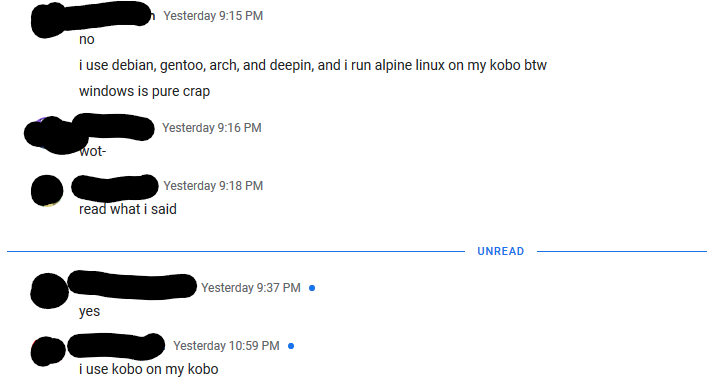 Yesterday 9:15 PM
no
i use debian, gentoo, arch, and deepin, and i run alpine linux on my kobo btw
windows is pure crap
Yesterday 9:16 PM
wot-
Yesterday 9:18 PM
read what i said
UNREAD
Yesterday 9:37 PM
yes
Yesterday 10:59 PM
i use kobo on my kobo